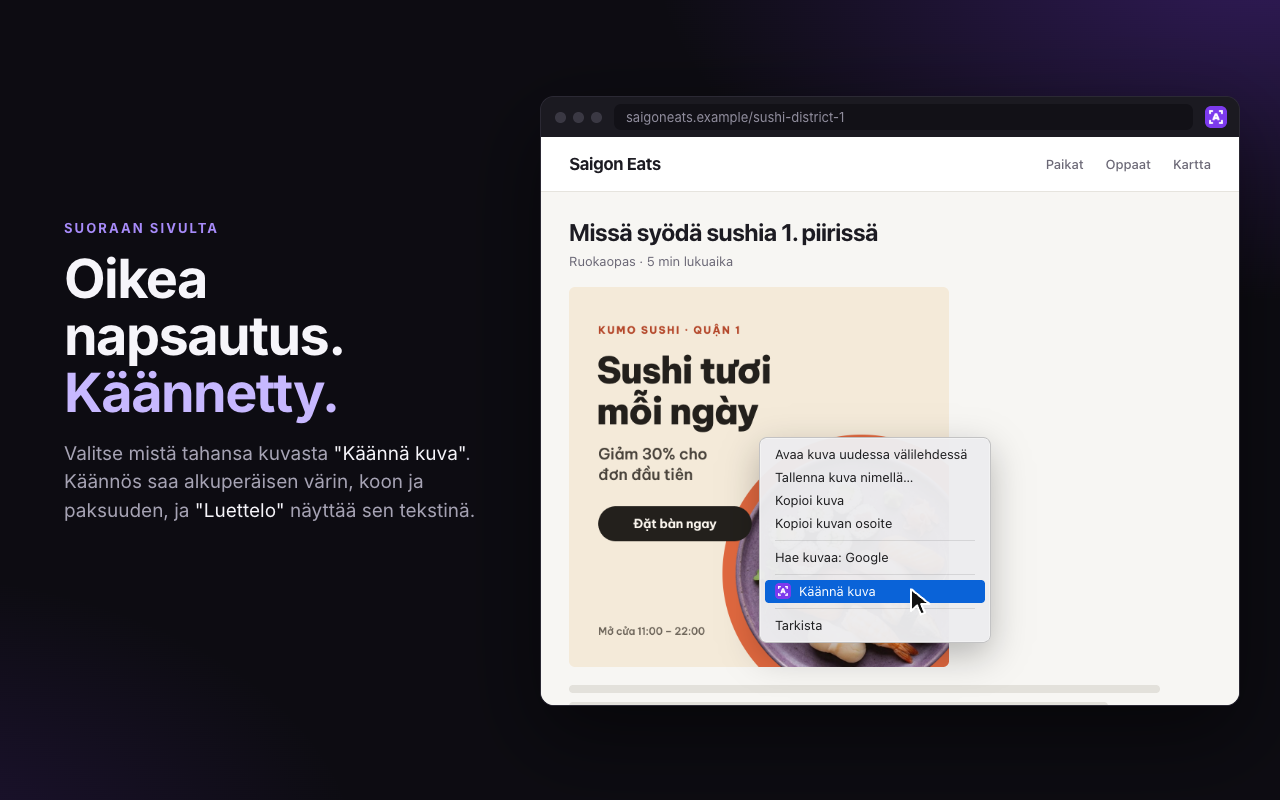 SUORAAN SIVULTA
Oikea
napsautus.
Käännetty.
Valitse mistä tahansa kuvasta "Käännä kuva".
Käännös saa alkuperäisen värin, koon ja
paksuuden, ja "Luettelo" näyttää sen tekstinä.
saigoneats.example/sushi-district-1
Saigon Eats
Paikat Oppaat Kartta
Missä syödä sushia 1. piirissä
Ruokaopas · 5 min lukuaika
KUMO SUSHI · QUẬN 1
Sushi tươi
mỗi ngày
Giảm 30% cho
đơn đầu tiên
Đặt bàn ngay
Mở cửa 11:00 – 22:00
Avaa kuva uudessa välilehdessä
Tallenna kuva nimellä...
Kopioi kuva
Kopioi kuvan osoite
Hae kuvaa: Google
Käännä kuva
Tarkista